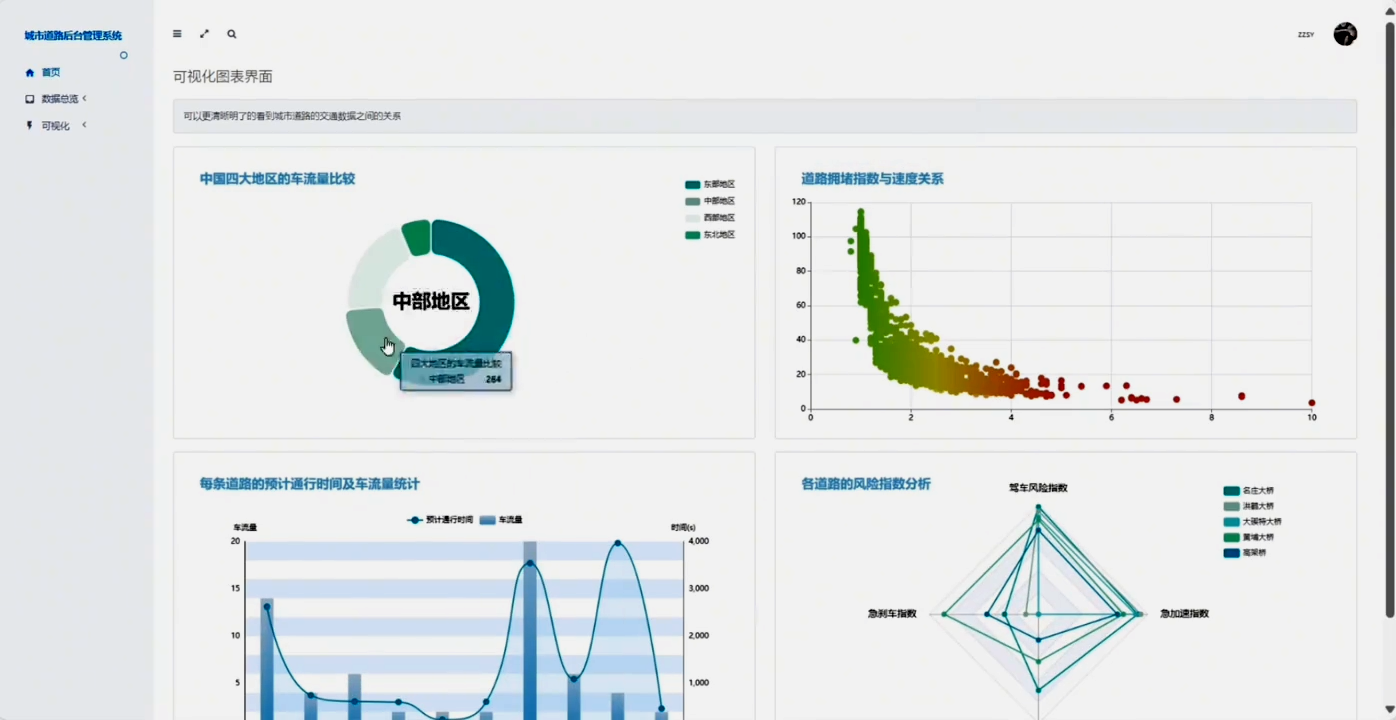 城市道路后台管理系统
首页
数据总览
可视化
zzsy
可视化图表界面
可以更清晰明了的看到城市道路的交通数据之间的关系
中国四大地区的车流量比较
东部地区
中部地区
西部地区
东北地区
中部地区
四大地区的车流量比较
中部地区 264
道路拥堵指数与速度关系
120
100
80
60
40
20
0
0 2 4 6 8 10
每条道路的预计通行时间及车流量统计
预计通行时间 车流量
车流量 时间(s)
20 4,000
15 3,000
10 2,000
5 1,000
各道路的风险指数分析
驾车风险指数
急刹车指数
急加速指数
名庄大桥
洪鹤大桥
黄埔大桥
高架桥